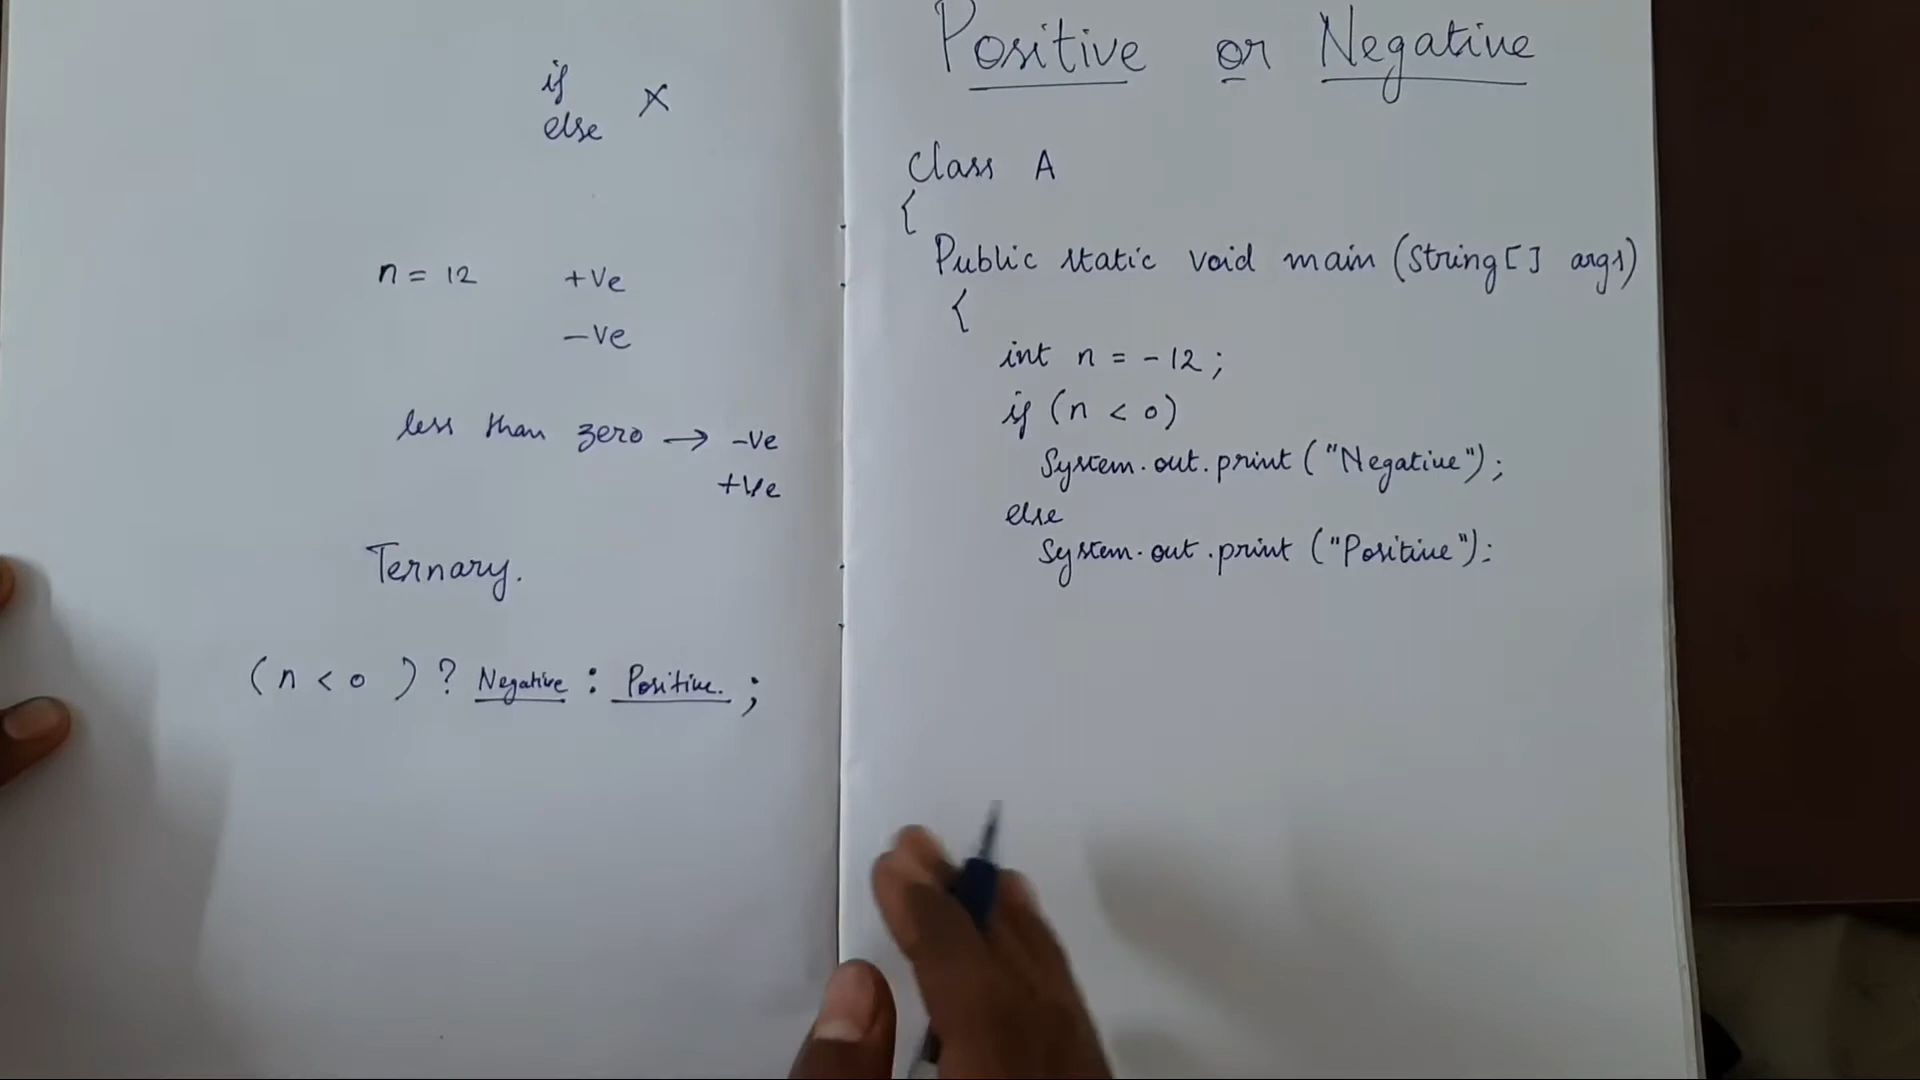 if
else ×
n = 12 +ve
-ve
less than zero → -ve
+ve
Ternary.
( n < 0 ) ? Negative : Positive. ;
Positive or Negative
Class A
{
Public static void main (String[] args)
{
int n = -12 ;
if (n < 0)
System.out.print ("Negative");
else
System.out.print ("Positive");